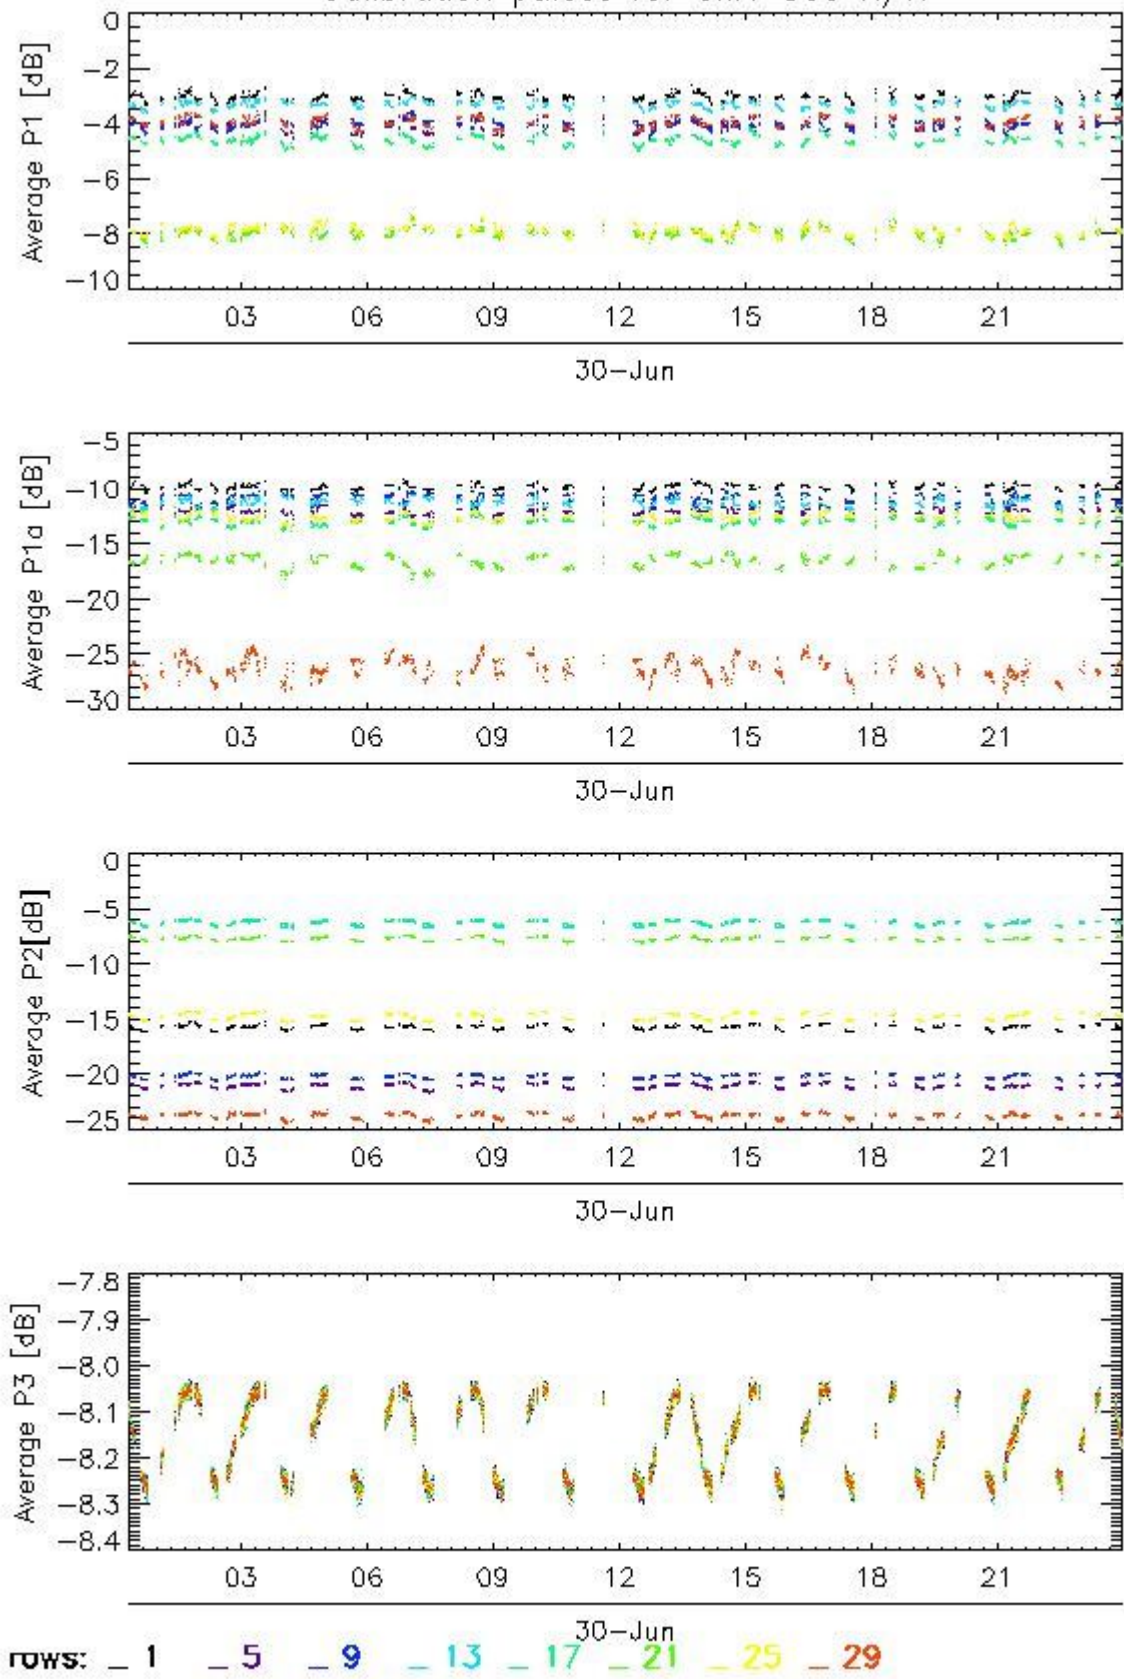 Average P1 [dB]
0
−2
−4
−6
−8
−10
03 06 09 12 15 18 21
30−Jun
Average P1a [dB]
−5
−10
−15
−20
−25
−30
03 06 09 12 15 18 21
30−Jun
Average P2[dB]
0
−5
−10
−15
−20
−25
03 06 09 12 15 18 21
30−Jun
Average P3 [dB]
−7.8
−7.9
−8.0
−8.1
−8.2
−8.3
−8.4
03 06 09 12 15 18 21
30−Jun
rows: _ 1 _ 5 _ 9 _ 13 _ 17 _ 21 _ 25 _ 29